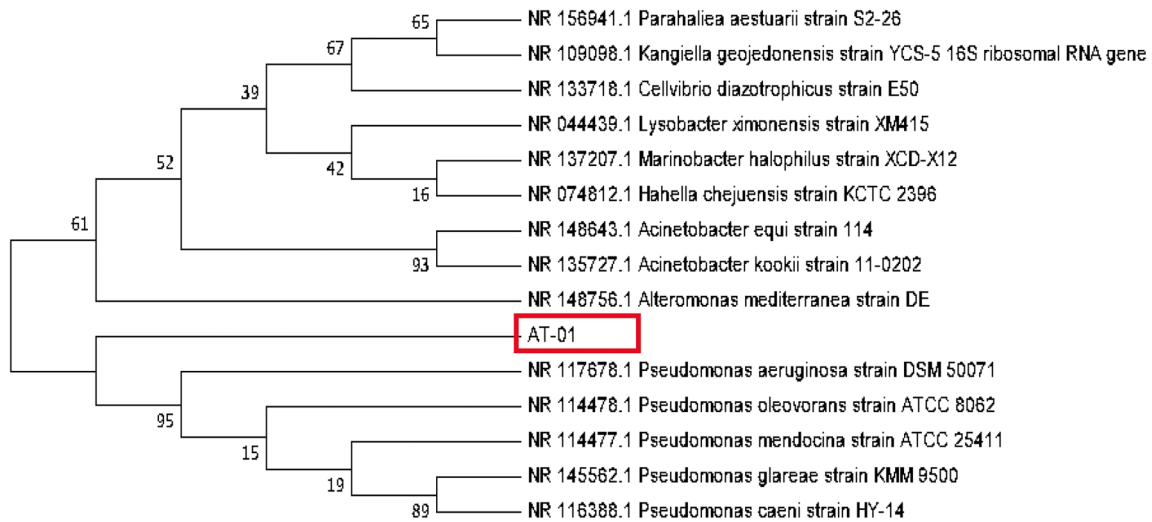 65
NR 156941.1 Parahaliea aestuarii strain S2-26
67
NR 109098.1 Kangiella geojedonensis strain YCS-5 16S ribosomal RNA gene
39
NR 133718.1 Cellvibrio diazotrophicus strain E50
NR 044439.1 Lysobacter ximonensis strain XM415
52
42
NR 137207.1 Marinobacter halophilus strain XCD-X12
16
NR 074812.1 Hahella chejuensis strain KCTC 2396
61
NR 148643.1 Acinetobacter equi strain 114
93
NR 135727.1 Acinetobacter kookii strain 11-0202
NR 148756.1 Alteromonas mediterranea strain DE
AT-01
NR 117678.1 Pseudomonas aeruginosa strain DSM 50071
95
NR 114478.1 Pseudomonas oleovorans strain ATCC 8062
15
NR 114477.1 Pseudomonas mendocina strain ATCC 25411
19
NR 145562.1 Pseudomonas glareae strain KMM 9500
89
NR 116388.1 Pseudomonas caeni strain HY-14